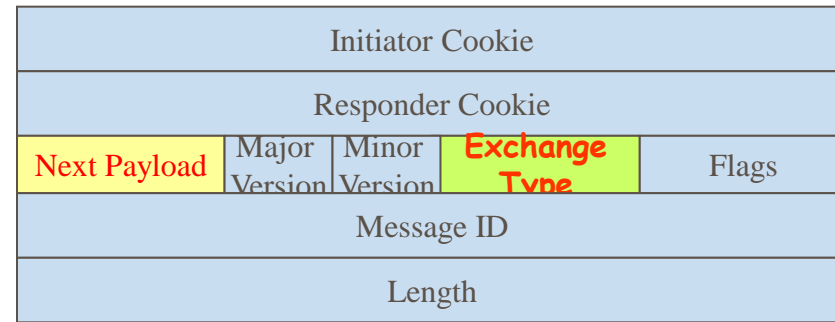 Initiator Cookie
Responder Cookie
Next Payload
Major
Version
Minor
Version
Exchange
Type
Flags
Message ID
Length